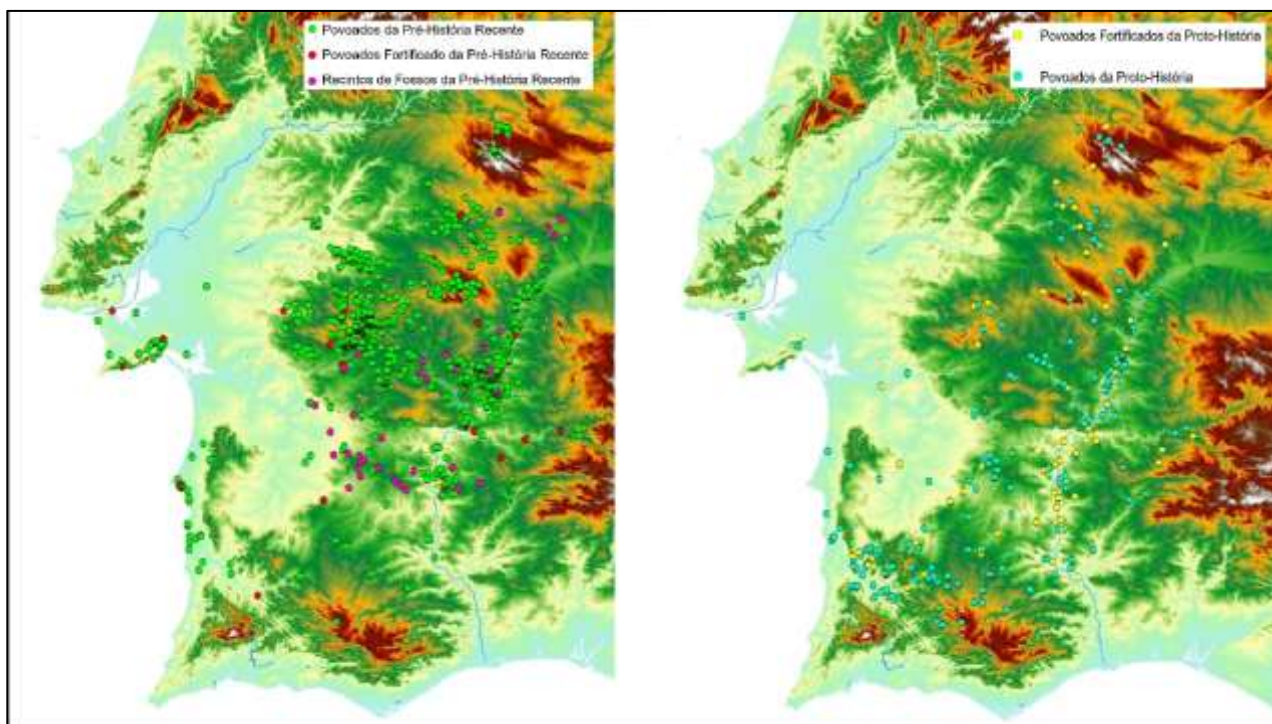 Povoados da Pré-História Recente
Povoados Fortificado da Pré-História Recente
Recintos de Fossos da Pré-História Recente
Povoados Fortificados da Proto-História
Povoados da Proto-História